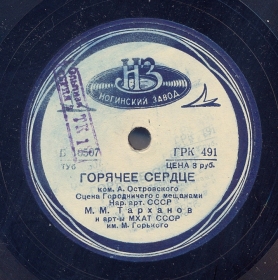 НЗ
НОГИНСКИЙ ЗАВОД
ГРК 491
ЦЕНА 3 руб.
ГОРЯЧЕЕ СЕРДЦЕ
ком. А. Островского
Сцена Городничего с мещанами
Нар. арт. СССР
М. М. Тарханов
и арт-ы МХАТ СССР
им. М. Горького